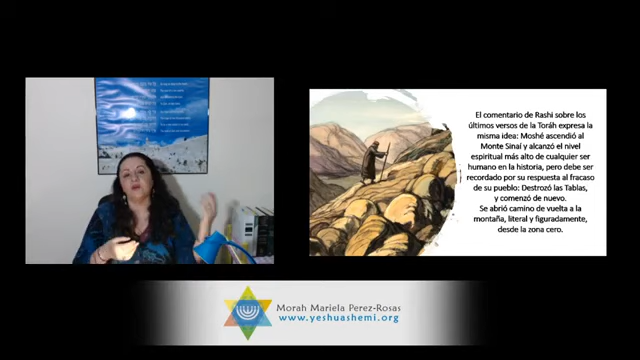 El comentario de Rashi sobre los
últimos versos de la Toráh expresa la
misma idea: Moshé ascendió al
Monte Sinaí y alcanzó el nivel
espiritual más alto de cualquier ser
humano en la historia, pero debe ser
recordado por su respuesta al fracaso
de su pueblo: Destrozó las Tablas,
y comenzó de nuevo.
Se abrió camino de vuelta a la
montaña, literal y figuradamente,
desde la zona cero.
Morah Mariela Perez-Rosas
www.yeshuashemi.org